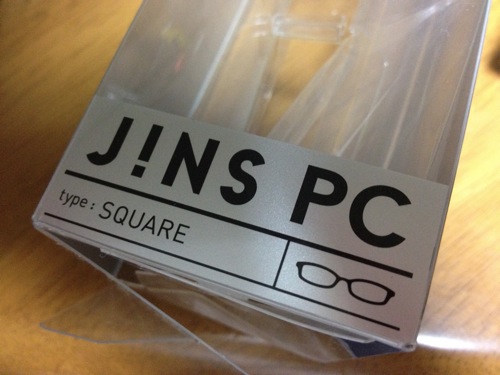 J!NS PC
type : SQUARE